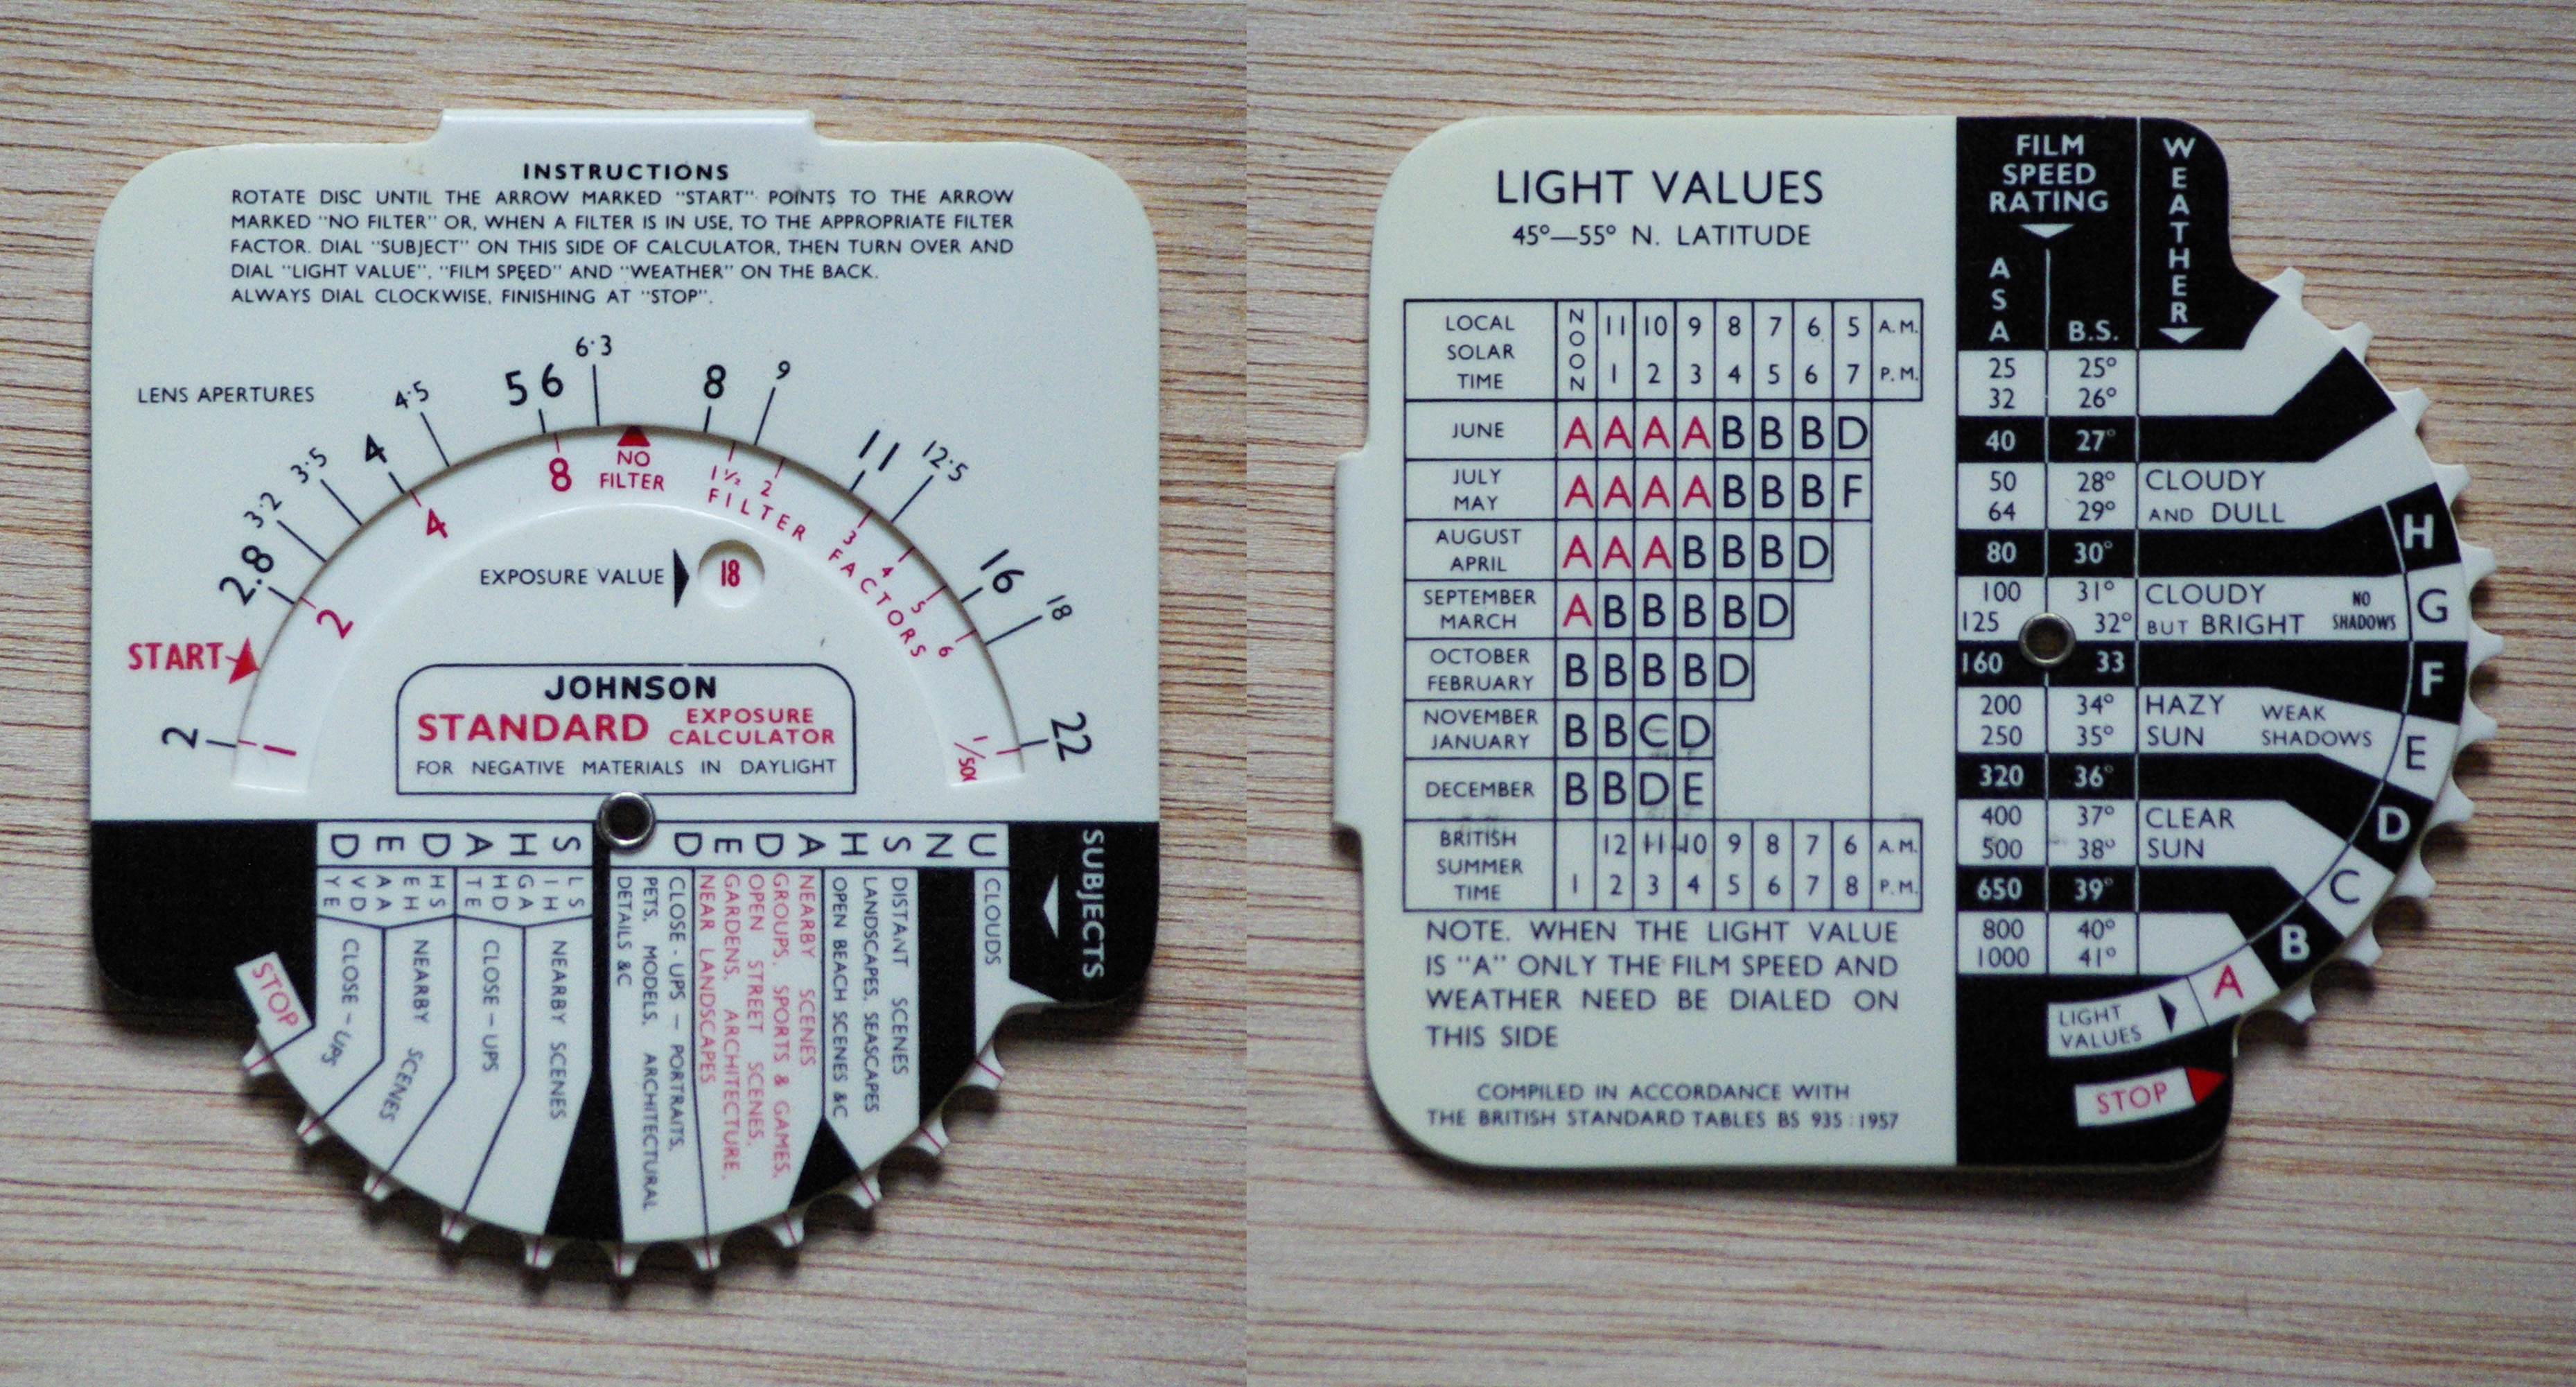 INSTRUCTIONS
ROTATE DISC UNTIL THE ARROW MARKED "START" POINTS TO THE ARROW
MARKED "NO FILTER" OR, WHEN A FILTER IS IN USE, TO THE APPROPRIATE FILTER
FACTOR. DIAL "SUBJECT" ON THIS SIDE OF CALCULATOR, THEN TURN OVER AND
DIAL "LIGHT VALUE". "FILM SPEED" AND "WEATHER" ON THE BACK.
ALWAYS DIAL CLOCKWISE, FINISHING AT "STOP".
LENS APERTURES
2 2.8 3·2 3·5 4 4·5 5 6 6·3 8 9 11 12·5 16 18 22
START
1 2 4 8
NO
FILTER
1½ 2 3 4 5 6
FILTER FACTORS
1/500
EXPOSURE VALUE
18
JOHNSON
STANDARD EXPOSURE
CALCULATOR
FOR NEGATIVE MATERIALS IN DAYLIGHT
SUBJECTS
UNSHADED
CLOUDS
DISTANT SCENES
LANDSCAPES, SEASCAPES
OPEN BEACH SCENES &C
NEARBY SCENES
GROUPS, SPORTS & GAMES,
OPEN STREET SCENES,
GARDENS, ARCHITECTURE,
NEAR LANDSCAPES
CLOSE-UPS — PORTRAITS,
PETS, MODELS, ARCHITECTURAL
DETAILS &C
SHADED
SLIGHT
SHADE
NEARBY SCENES
CLOSE-UPS
HEAVY
SHADED
NEARBY SCENES
CLOSE-UPS
STOP
LIGHT VALUES
45°—55° N. LATITUDE
LOCAL
SOLAR
TIME
NOON 11 10 9 8 7 6 5 A.M.
1 2 3 4 5 6 7 P.M.
JUNE A A A A B B B D
JULY
MAY A A A A B B B F
AUGUST
APRIL A A A B B B D
SEPTEMBER
MARCH A B B B B D
OCTOBER
FEBRUARY B B B B D
NOVEMBER
JANUARY B B C D
DECEMBER B B D E
BRITISH
SUMMER
TIME
12 11 10 9 8 7 6 A.M.
1 2 3 4 5 6 7 8 P.M.
NOTE. WHEN THE LIGHT VALUE
IS "A" ONLY THE FILM SPEED AND
WEATHER NEED BE DIALED ON
THIS SIDE
COMPILED IN ACCORDANCE WITH
THE BRITISH STANDARD TABLES BS 935:1957
FILM
SPEED
RATING
ASA B.S.
WEATHER
25 25°
32 26°
40 27°
50 28° CLOUDY
64 29° AND DULL
80 30°
100 31° CLOUDY NO
125 32° BUT BRIGHT SHADOWS
160 33
200 34° HAZY WEAK
250 35° SUN SHADOWS
320 36°
400 37° CLEAR
500 38° SUN
650 39°
800 40°
1000 41°
H
G
F
E
D
C
B
A
LIGHT
VALUES
STOP